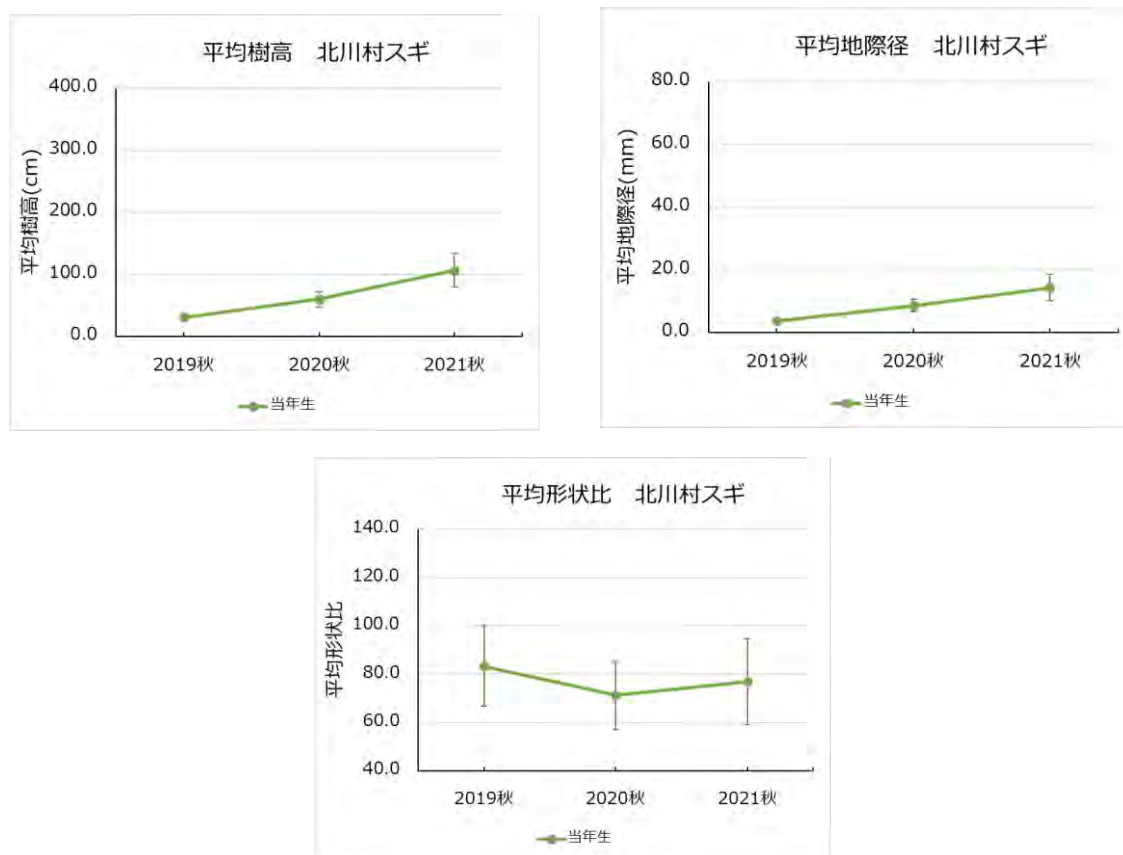 平均樹高　北川村スギ
平均樹高(cm)
400.0
300.0
200.0
100.0
0.0
2019秋
2020秋
2021秋
当年生
平均地際径　北川村スギ
平均地際径(mm)
80.0
60.0
40.0
20.0
0.0
2019秋
2020秋
2021秋
当年生
平均形状比　北川村スギ
平均形状比
140.0
120.0
100.0
80.0
60.0
40.0
2019秋
2020秋
2021秋
当年生